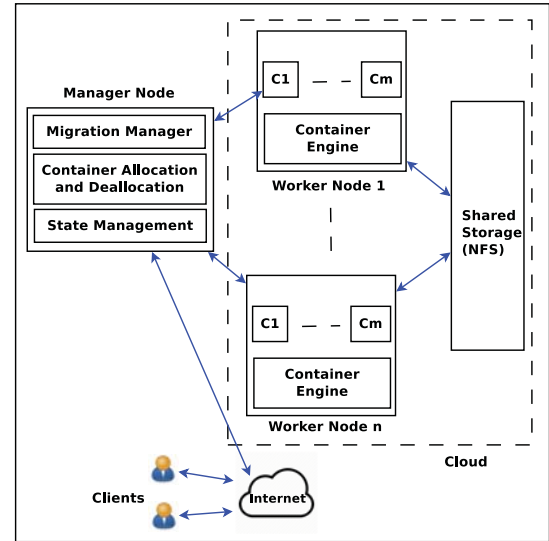 Manager Node
Migration Manager
Container Allocation
and Deallocation
State Management
C1
Cm
Container
Engine
Worker Node 1
C1
Cm
Container
Engine
Worker Node n
Shared
Storage
(NFS)
Cloud
Clients
Internet